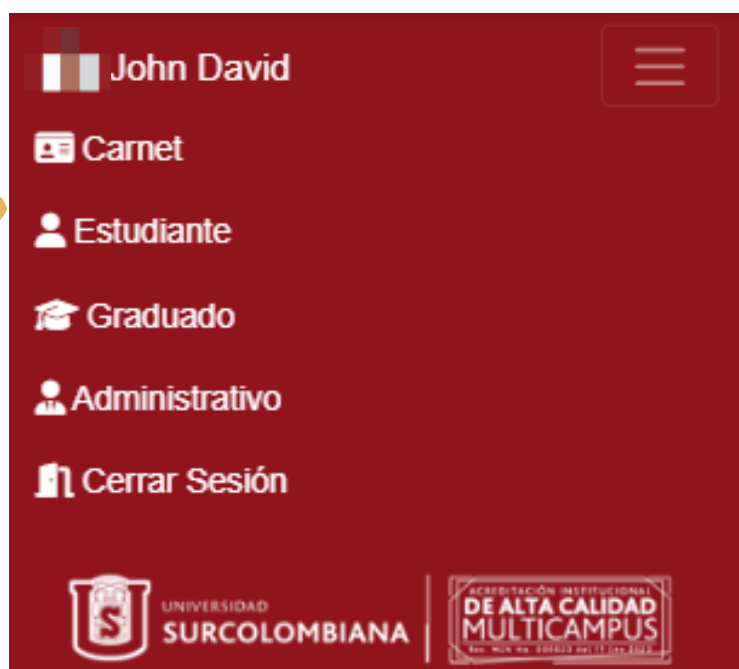 John David
Carnet
Estudiante
Graduado
Administrativo
Cerrar Sesión
UNIVERSIDAD
SURCOLOMBIANA
ACREDITACIÓN INSTITUCIONAL
DE ALTA CALIDAD
MULTICAMPUS